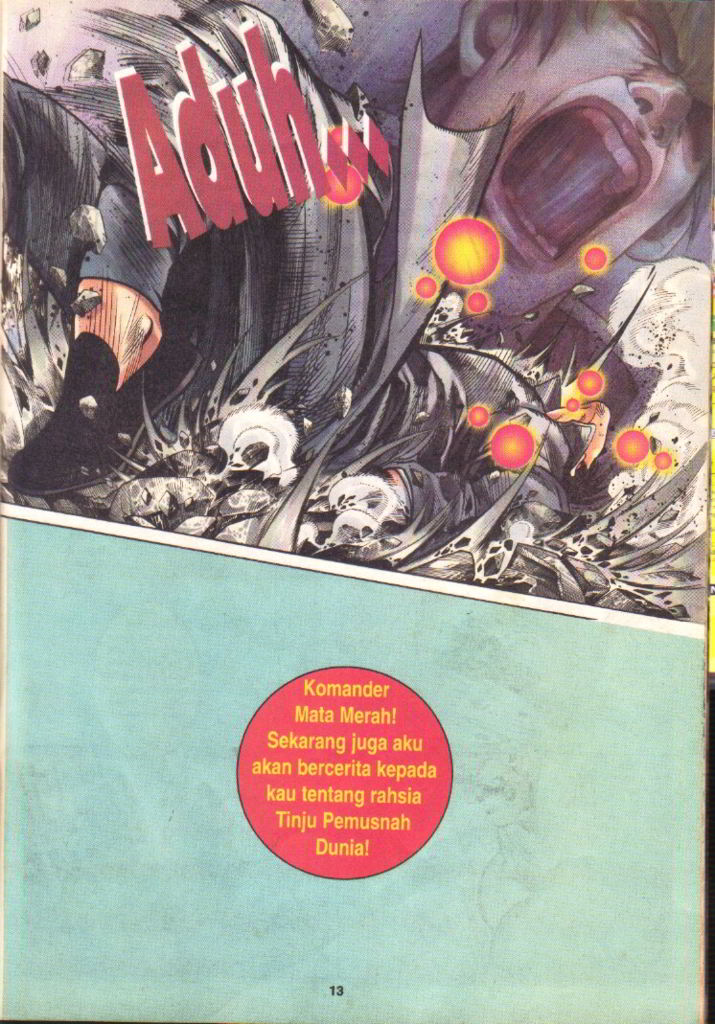 Aduh...
Komander
Mata Merah!
Sekarang juga aku
akan bercerita kepada
kau tentang rahsia
Tinju Pemusnah
Dunia!
13